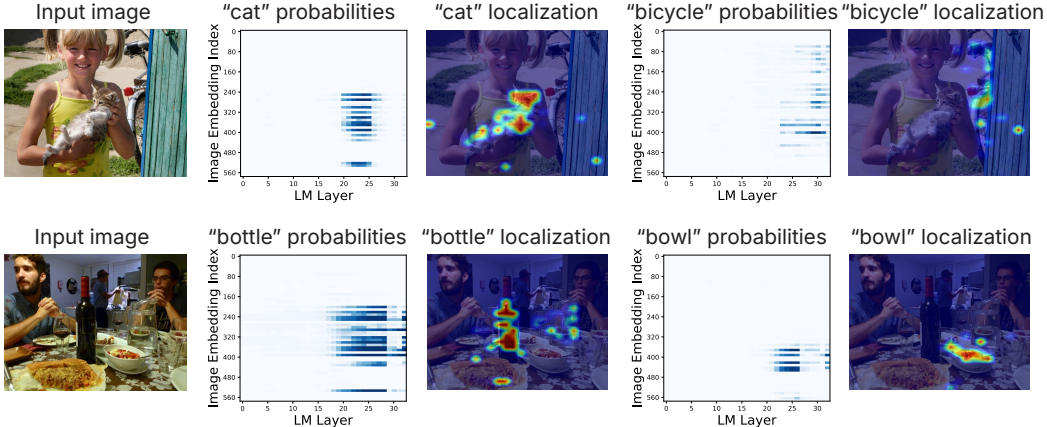 Input image
“cat” probabilities
“cat” localization
“bicycle” probabilities
“bicycle” localization
Image Embedding Index
0
80
160
240
320
400
480
560
0 5 10 15 20 25 30
LM Layer
Image Embedding Index
0
80
160
240
320
400
480
560
0 5 10 15 20 25 30
LM Layer
Input image
“bottle” probabilities
“bottle” localization
“bowl” probabilities
“bowl” localization
Image Embedding Index
0
80
160
240
320
400
480
560
0 5 10 15 20 25 30
LM Layer
Image Embedding Index
0
80
160
240
320
400
480
560
0 5 10 15 20 25 30
LM Layer